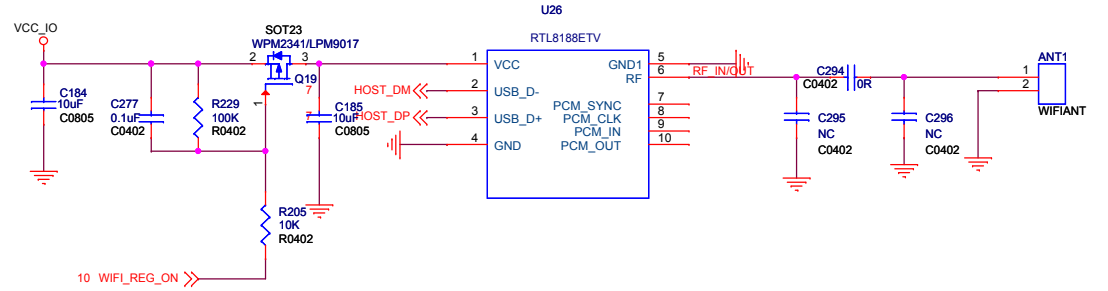 U26
VCC_IO
SOT23
WPM2341/LPM9017
RTL8188ETV
2
3
1
VCC
GND1
5
RF
6
RF_IN/OUT
C294
C0402
0R
ANT1
1
2
WIFIANT
Q19
7
1
C184
10uF
C0805
C277
0.1uF
C0402
R229
100K
R0402
7
C185
10uF
C0805
HOST_DM
2
USB_D-
HOST_DP
3
USB_D+
4
GND
PCM_SYNC
7
PCM_CLK
8
PCM_IN
9
PCM_OUT
10
C295
NC
C0402
C296
NC
C0402
R205
10K
R0402
10 WIFI_REG_ON